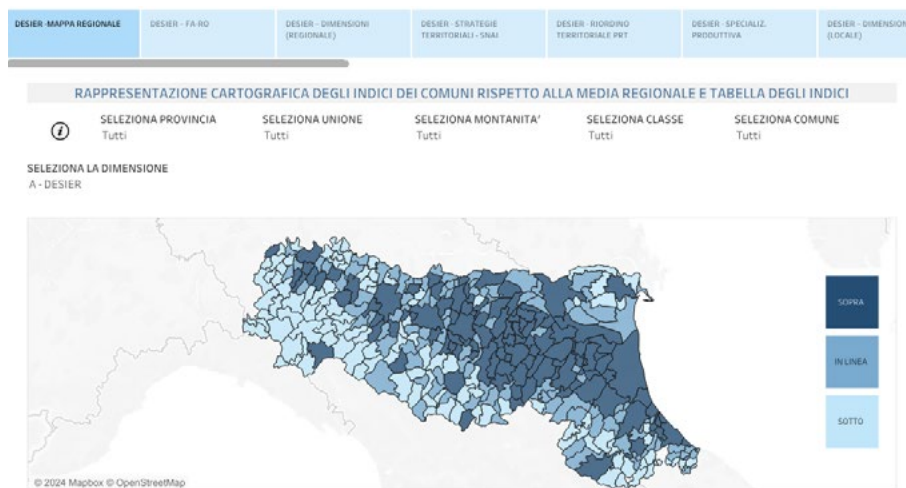 DESIER -MAPPA REGIONALE
DESIER - FA-RO
DESIER - DIMENSIONI
(REGIONALE)
DESIER - STRATEGIE
TERRITORIALI - SNAI
DESIER - RIORDINO
TERRITORIALE PRT
DESIER - SPECIALIZ.
PRODUTTIVA
DESIER - DIMENSION
(LOCALE)
RAPPRESENTAZIONE CARTOGRAFICA DEGLI INDICI DEI COMUNI RISPETTO ALLA MEDIA REGIONALE E TABELLA DEGLI INDICI
i
SELEZIONA PROVINCIA
Tutti
SELEZIONA UNIONE
Tutti
SELEZIONA MONTANITA'
Tutti
SELEZIONA CLASSE
Tutti
SELEZIONA COMUNE
Tutti
SELEZIONA LA DIMENSIONE
A - DESIER
SOPRA
IN LINEA
SOTTO
© 2024 Mapbox © OpenStreetMap